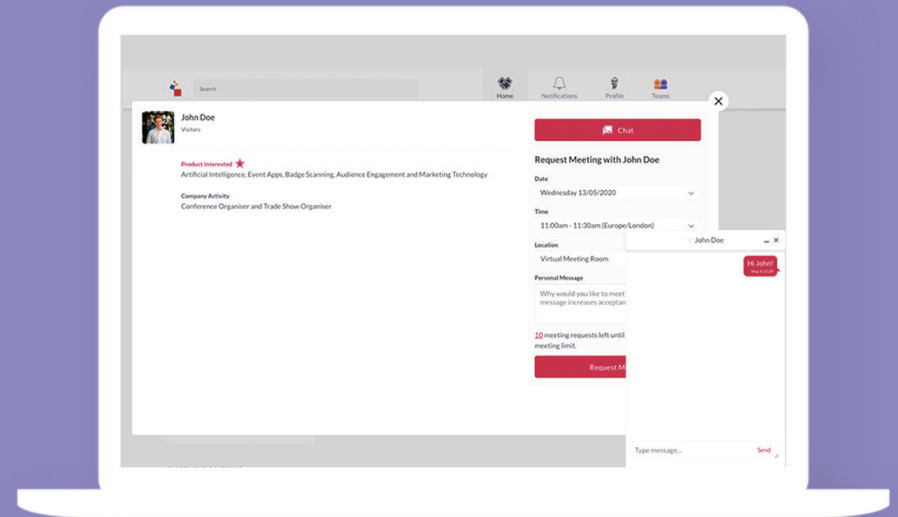 Search
Home
Notifications
Profile
Teams
John Doe
Visitors
Product Interested
Artificial Intelligence, Event Apps, Badge Scanning, Audience Engagement and Marketing Technology
Company Activity
Conference Organiser and Trade Show Organiser
Chat
Request Meeting with John Doe
Date
Wednesday 13/05/2020
Time
11:00am - 11:30am (Europe/London)
Location
Virtual Meeting Room
Personal Message
Why would you like to meet
message increases
10 meeting requests left until
meeting limit.
Request
John Doe
Hi John!
Type message...
Send